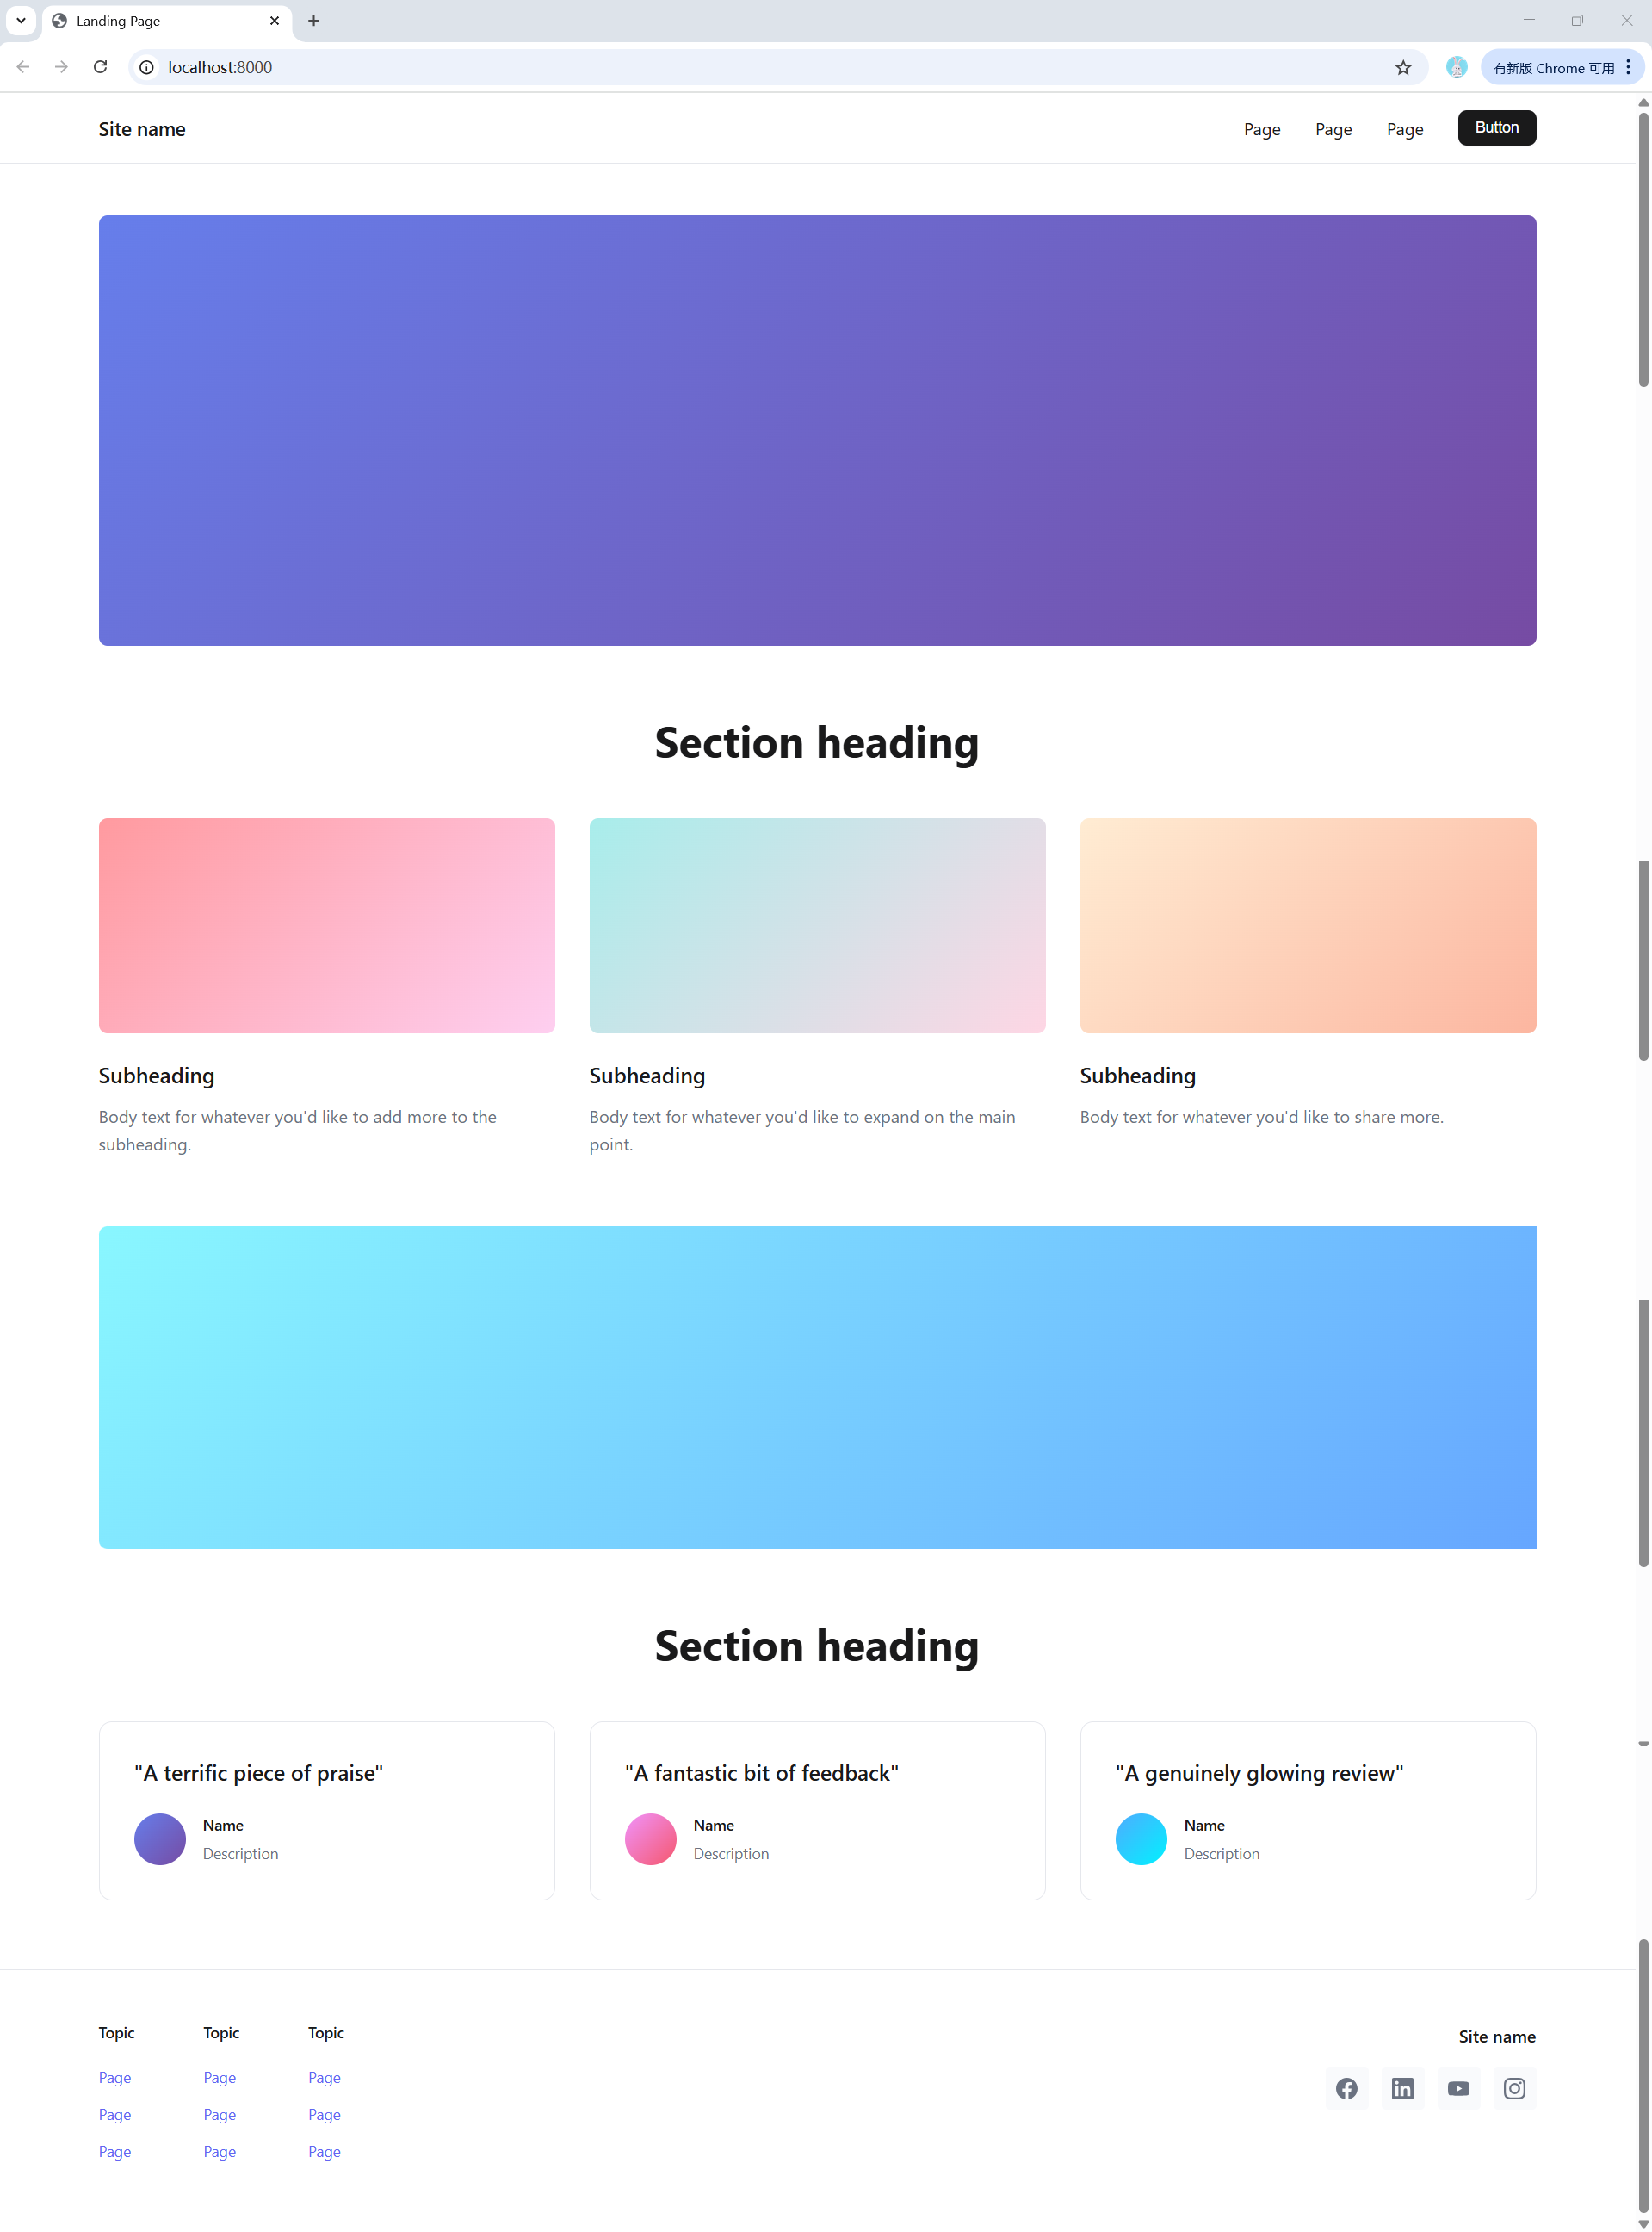 Landing Page
localhost:8000
有新版 Chrome 可用
Site name
Page Page Page Button
Section heading
Subheading Subheading Subheading
Body text for whatever you'd like to add more to the
subheading.
Body text for whatever you'd like to expand on the main
point.
Body text for whatever you'd like to share more.
Section heading
"A terrific piece of praise"
Name
Description
"A fantastic bit of feedback"
Name
Description
"A genuinely glowing review"
Name
Description
Topic Topic Topic
Page Page Page
Page Page Page
Page Page Page
Site name